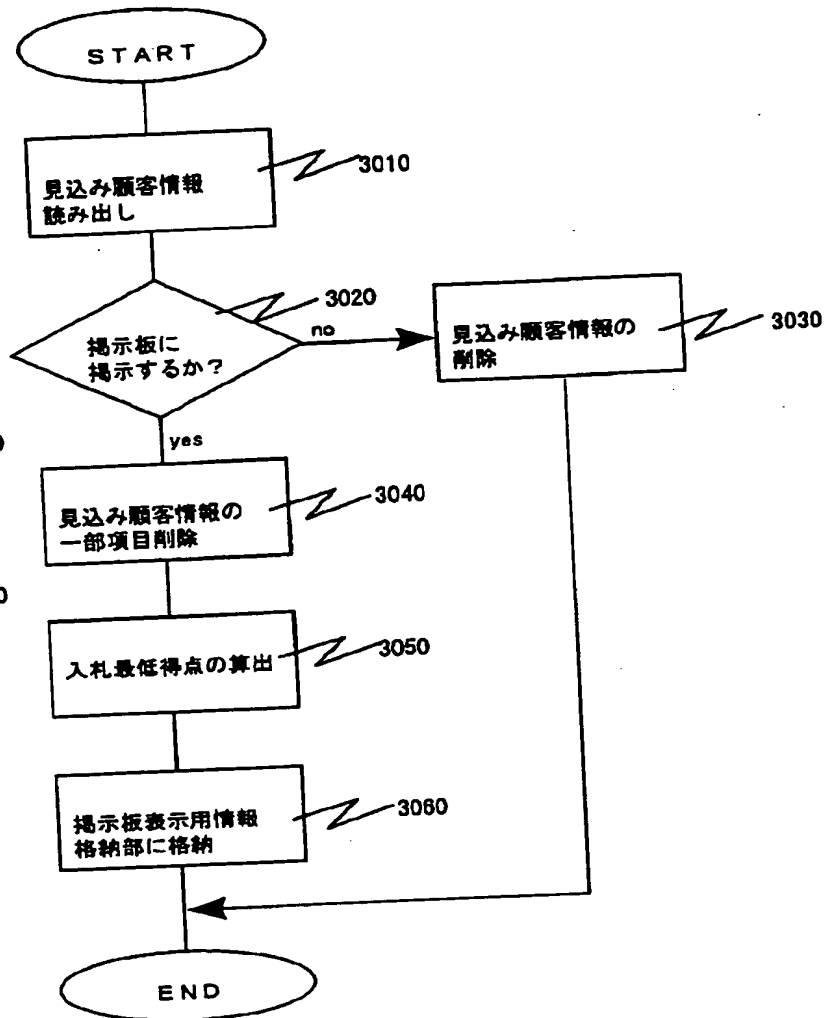 START
見込み顧客情報
読み出し
3010
掲示板に
掲示するか?
3020
no
見込み顧客情報の
削除
3030
yes
見込み顧客情報の
一部項目削除
3040
入札最低得点の算出
3050
掲示板表示用情報
格納部に格納
3060
END